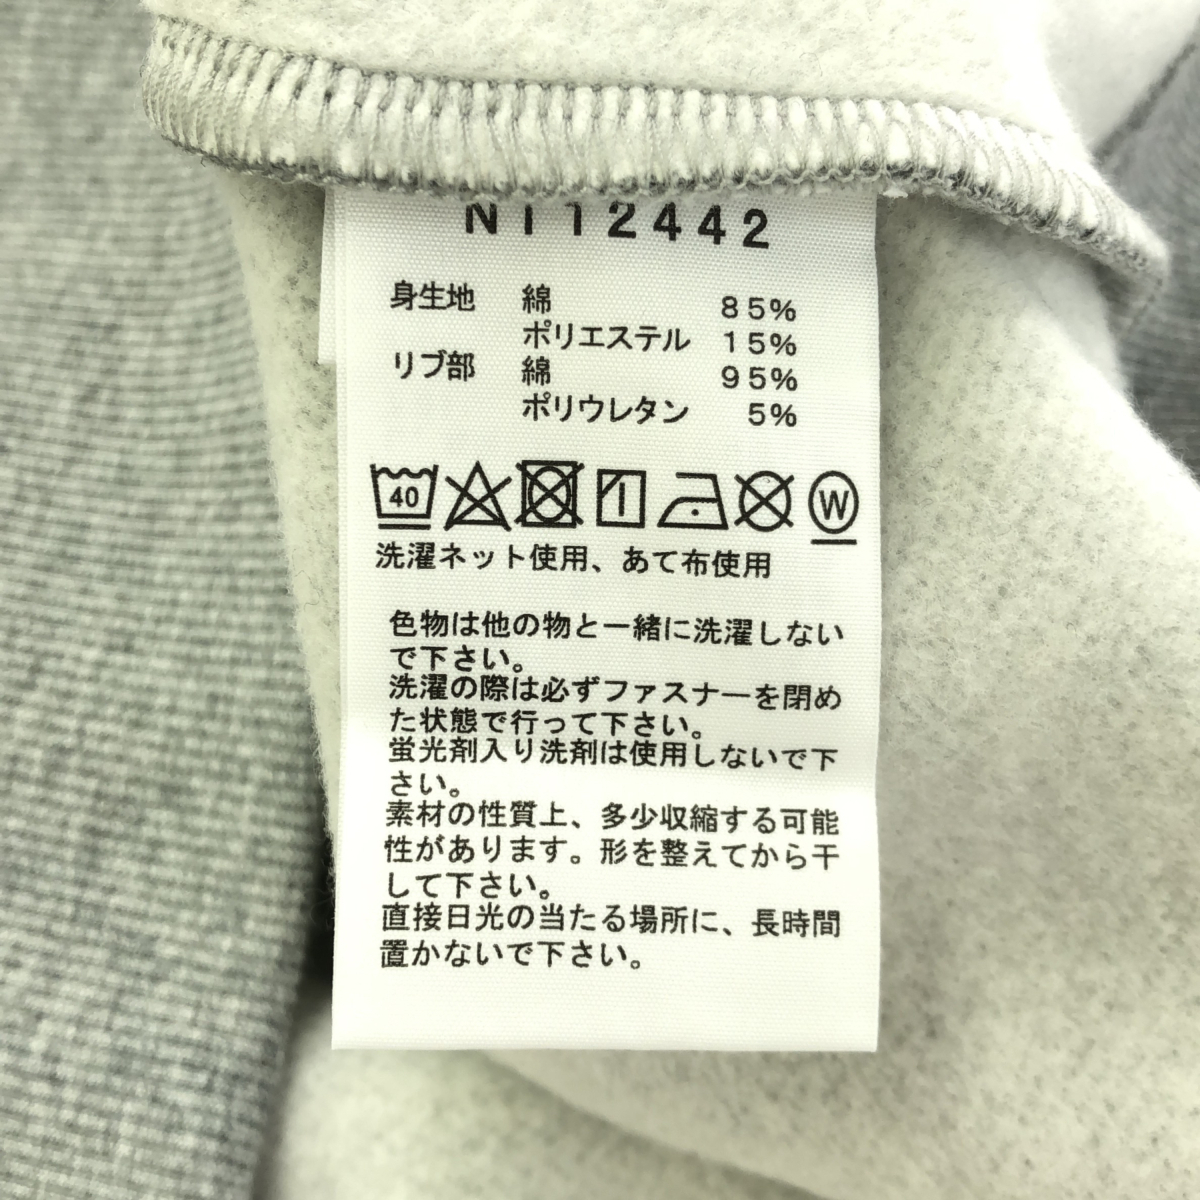 NT12442
身生地 綿 85%
ポリエステル 15%
リブ部 綿 95%
ポリウレタン 5%
40 W
洗濯ネット使用、あて布使用
色物は他の物と一緒に洗濯しない
で下さい。
洗濯の際は必ずファスナーを閉め
た状態で行って下さい。
蛍光剤入り洗剤は使用しないで下
さい。
素材の性質上、多少収縮する可能
性があります。形を整えてから干
して下さい。
直接日光の当たる場所に、長時間
置かないで下さい。